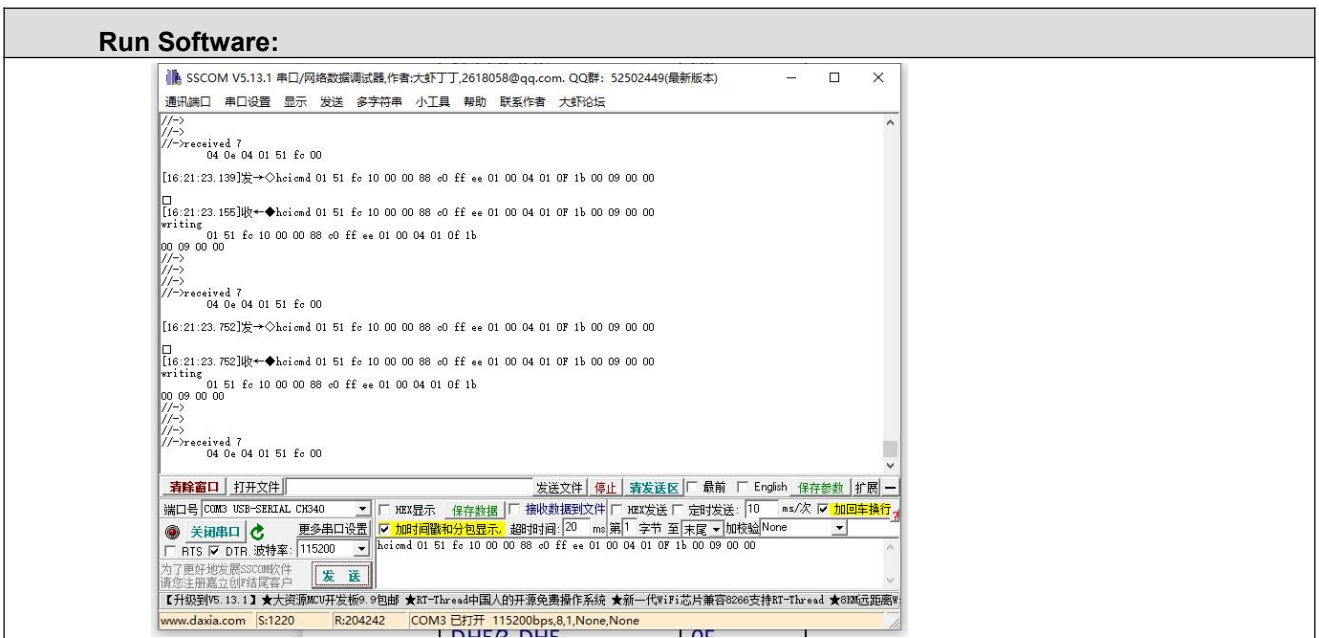 Run Software:
SSCOM V5.13.1 串口/网络数据调试器,作者:大虾丁丁,2618058@qq.com. QQ群: 52502449(最新版本)
通讯端口 串口设置 显示 发送 多字符串 小工具 帮助 联系作者 大虾论坛
//->
//->
//->received 7
04 0e 04 01 51 fc 00
[16:21:23.139]发→◇hcicmd 01 51 fc 10 00 00 88 c0 ff ee 01 00 04 01 0F 1b 00 09 00 00
□
[16:21:23.155]收←◆hcicmd 01 51 fc 10 00 00 88 c0 ff ee 01 00 04 01 0F 1b 00 09 00 00
writing
01 51 fc 10 00 00 88 c0 ff ee 01 00 04 01 0f 1b
00 09 00 00
//->
//->
//->
//->received 7
04 0e 04 01 51 fc 00
[16:21:23.752]发→◇hcicmd 01 51 fc 10 00 00 88 c0 ff ee 01 00 04 01 0F 1b 00 09 00 00
□
[16:21:23.752]收←◆hcicmd 01 51 fc 10 00 00 88 c0 ff ee 01 00 04 01 0F 1b 00 09 00 00
writing
01 51 fc 10 00 00 88 c0 ff ee 01 00 04 01 0f 1b
00 09 00 00
//->
//->
//->
//->received 7
04 0e 04 01 51 fc 00
清除窗口 打开文件 发送文件 停止 清发送区 最前 English 保存参数 扩展 —
端口号 COM3 USB-SERIAL CH340 HEX显示 保存数据 接收数据到文件 HEX发送 定时发送: 10 ms/次 加回车换行
关闭串口 更多串口设置 加时间戳和分包显示, 超时时间: 20 ms 第1 字节 至 末尾 加校验 None
RTS DTR 波特率: 115200 hcicmd 01 51 fc 10 00 00 88 c0 ff ee 01 00 04 01 0F 1b 00 09 00 00
为了更好地发展SSCOM软件
请您注册嘉立创F结尾客户 发 送
【升级到V5.13.1】★大资源MCU开发板9.9包邮 ★RT-Thread中国人的开源免费操作系统 ★新一代WiFi芯片兼容8266支持RT-Thread ★8KM远距离
www.daxia.com S:1220 R:204242 COM3 已打开 115200bps,8,1,None,None